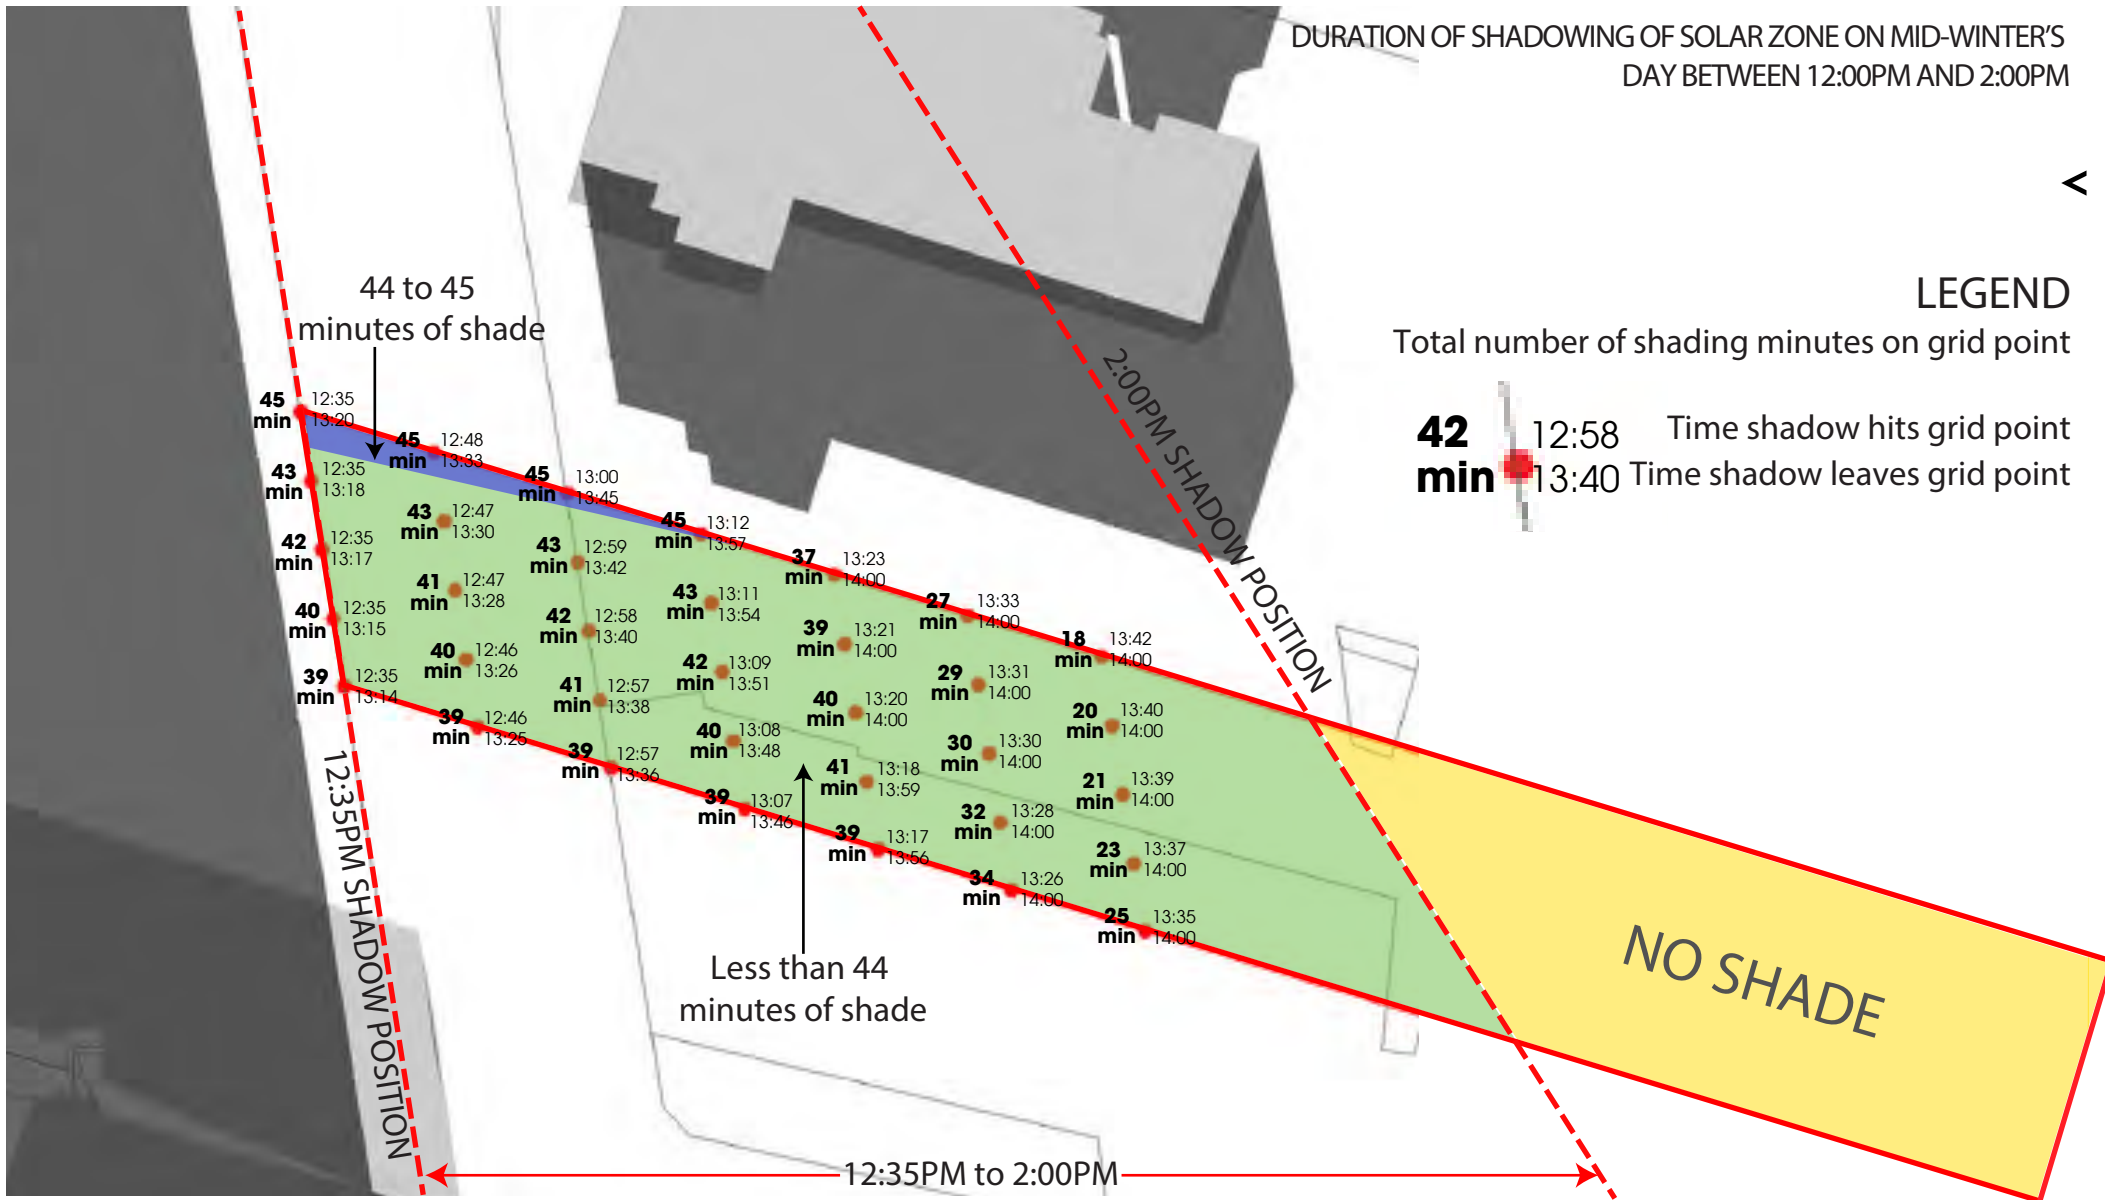 DURATION OF SHADOWING OF SOLAR ZONE ON MID-WINTER'S
DAY BETWEEN 12:00PM AND 2:00PM
<
LEGEND
Total number of shading minutes on grid point
42 min
12:58 Time shadow hits grid point
13:40 Time shadow leaves grid point
44 to 45
minutes of shade
45 min 12:35 13:20
45 min 12:48 13:33
45 min 13:00 13:45
45 min 13:12 13:57
37 min 13:23 14:00
27 min 13:33 14:00
18 min 13:42 14:00
43 min 12:35 13:18
43 min 12:47 13:30
43 min 12:59 13:42
43 min 13:11 13:54
39 min 13:21 14:00
29 min 13:31 14:00
20 min 13:40 14:00
42 min 12:35 13:17
41 min 12:47 13:28
42 min 12:58 13:40
42 min 13:09 13:51
40 min 13:20 14:00
30 min 13:30 14:00
21 min 13:39 14:00
40 min 12:35 13:15
40 min 12:46 13:26
41 min 12:57 13:38
40 min 13:08 13:48
41 min 13:18 13:59
32 min 13:28 14:00
23 min 13:37 14:00
39 min 12:35 13:14
39 min 12:46 13:25
39 min 12:57 13:36
39 min 13:07 13:46
39 min 13:17 13:56
34 min 13:26 14:00
25 min 13:35 14:00
2:00PM SHADOW POSITION
12:35PM SHADOW POSITION
Less than 44
minutes of shade
NO SHADE
12:35PM to 2:00PM